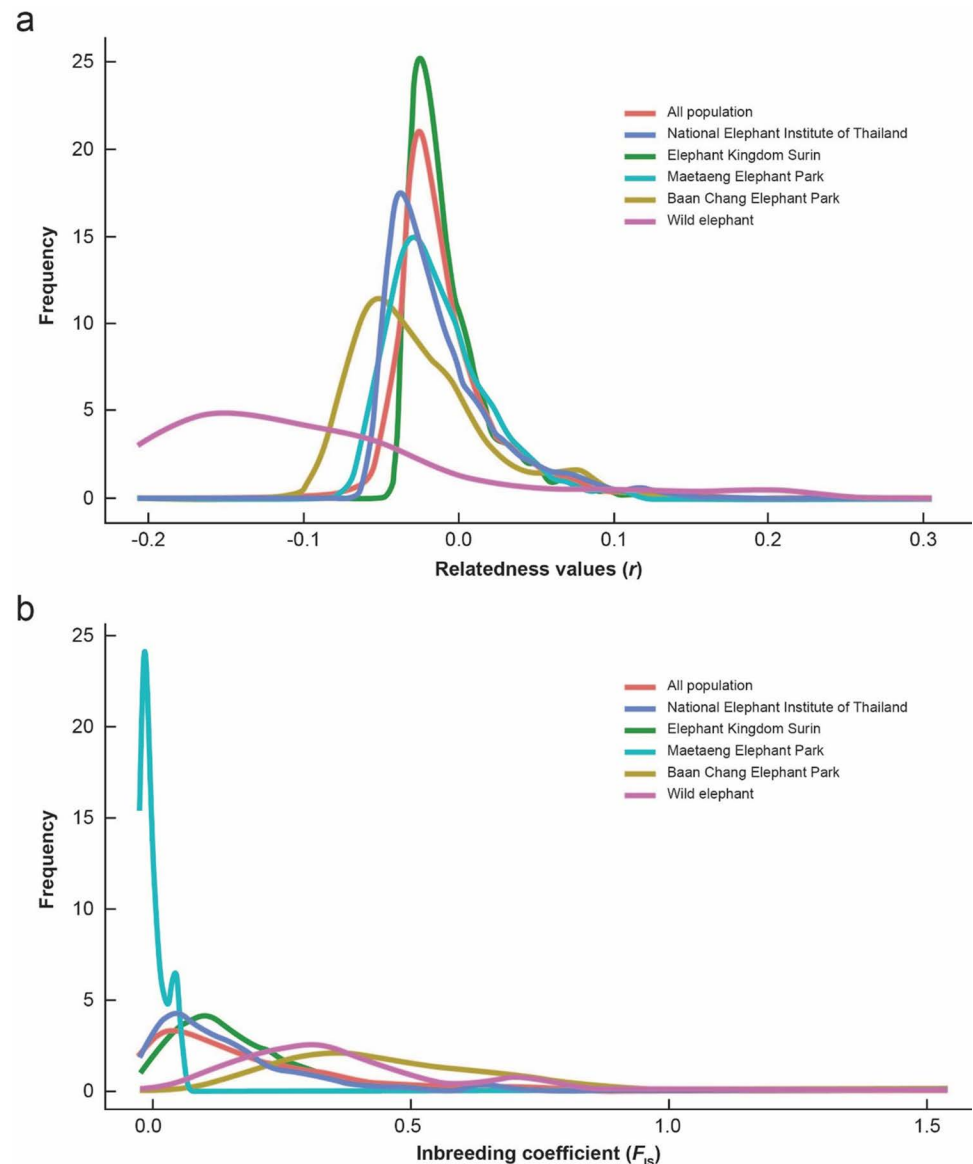 a
25
20
15
10
5
0
Frequency
All population
National Elephant Institute of Thailand
Elephant Kingdom Surin
Maetaeng Elephant Park
Baan Chang Elephant Park
Wild elephant
-0.2 -0.1 0.0 0.1 0.2 0.3
Relatedness values (r)
b
25
20
15
10
5
0
Frequency
All population
National Elephant Institute of Thailand
Elephant Kingdom Surin
Maetaeng Elephant Park
Baan Chang Elephant Park
Wild elephant
0.0 0.5 1.0 1.5
Inbreeding coefficient (FIS)